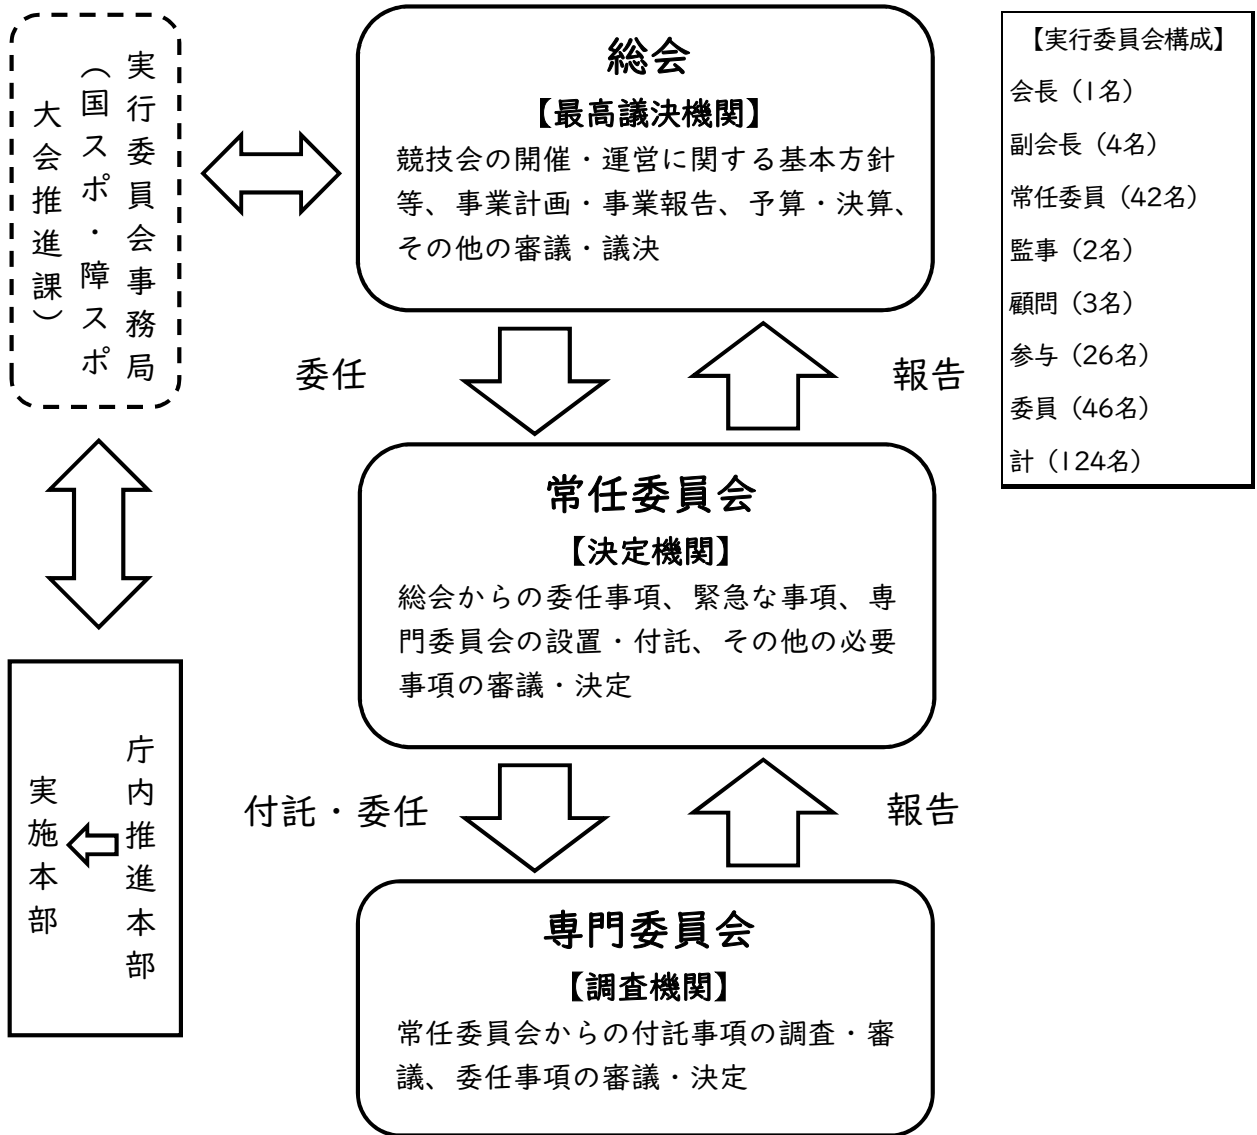 実行委員会事務局
（国スポ・障スポ
大会推進課）
総会
【最高議決機関】
競技会の開催・運営に関する基本方針
等、事業計画・事業報告、予算・決算、
その他の審議・議決
【実行委員会構成】
会長（1名）
副会長（4名）
常任委員（42名）
監事（2名）
顧問（3名）
参与（26名）
委員（46名）
計（124名）
委任
報告
常任委員会
【決定機関】
総会からの委任事項、緊急な事項、専
門委員会の設置・付託、その他の必要
事項の審議・決定
庁内推進本部
実施本部
付託・委任
報告
専門委員会
【調査機関】
常任委員会からの付託事項の調査・審
議、委任事項の審議・決定